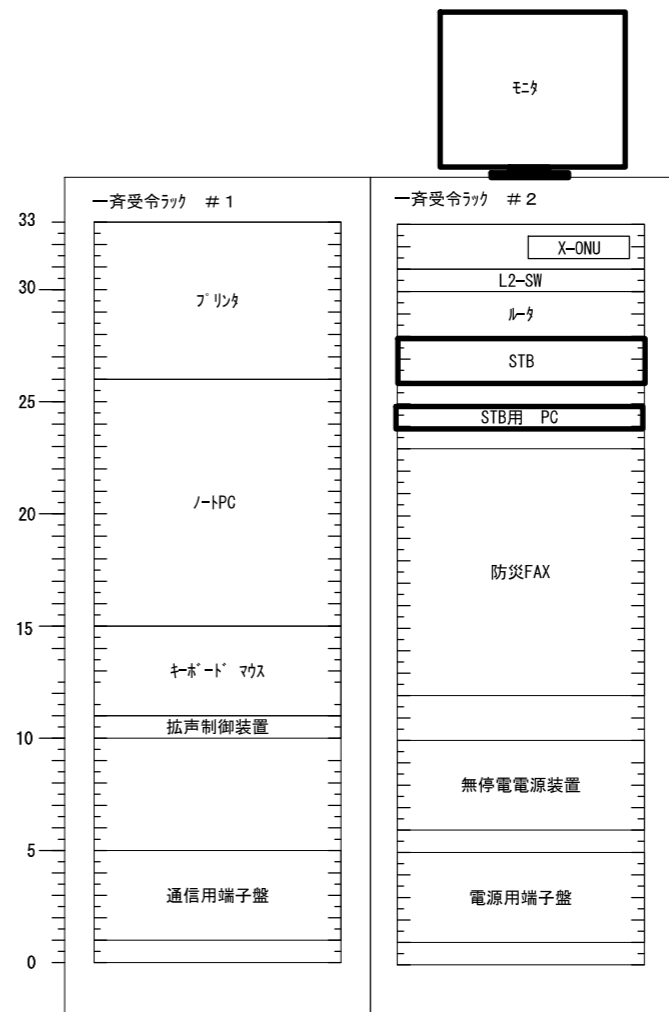 ﾓﾆﾀ
一斉受令ﾗｯｸ ＃１
一斉受令ﾗｯｸ ＃２
33
30
25
20
15
10
5
0
ﾌﾟﾘﾝﾀ
ﾉｰﾄPC
ｷｰﾎﾞｰﾄﾞ ﾏｳｽ
拡声制御装置
通信用端子盤
X-ONU
L2-SW
ﾙｰﾀ
STB
STB用 PC
防災FAX
無停電電源装置
電源用端子盤